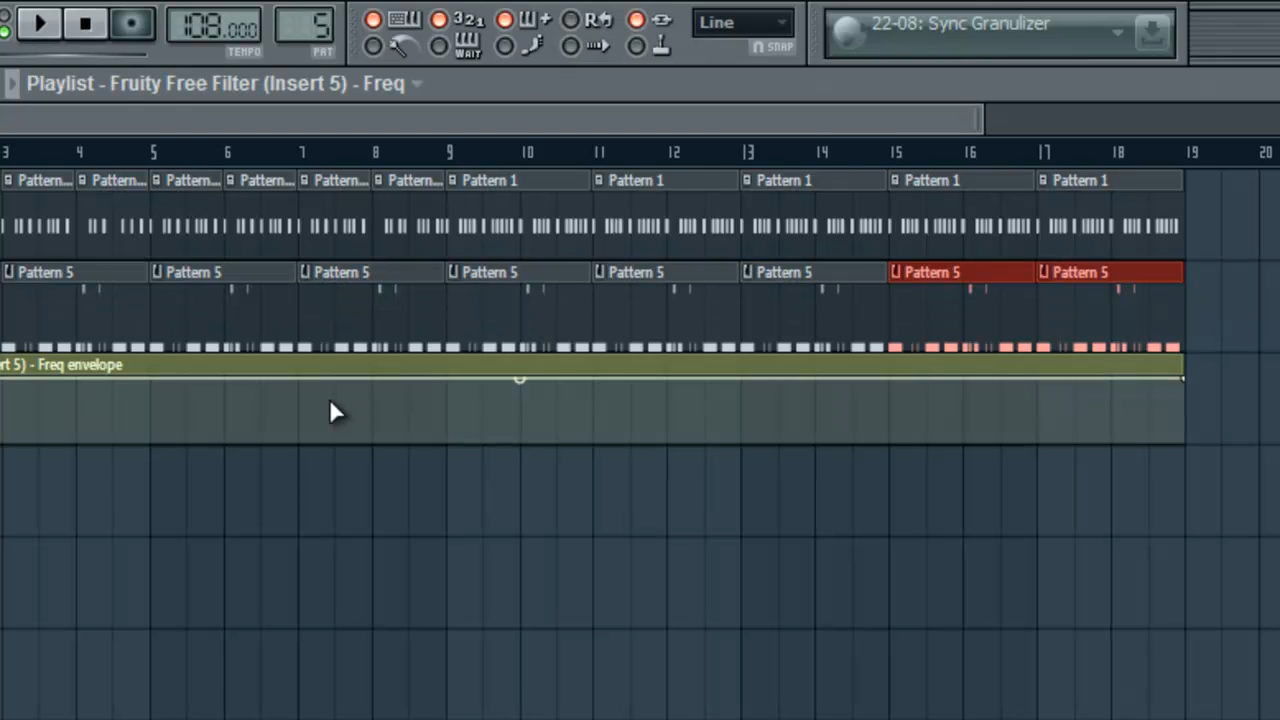 108.000
5
TEMPO
PAT
3 2 1
WAIT
R
Line
SNAP
22-08: Sync Granulizer
Playlist - Fruity Free Filter (Insert 5) - Freq
3 4 5 6 7 8 9 10 11 12 13 14 15 16 17 18 19 20
Pattern... Pattern... Pattern... Pattern... Pattern... Pattern... Pattern 1 Pattern 1 Pattern 1 Pattern 1 Pattern 1
Pattern 5 Pattern 5 Pattern 5 Pattern 5 Pattern 5 Pattern 5 Pattern 5 Pattern 5
rt 5) - Freq envelope